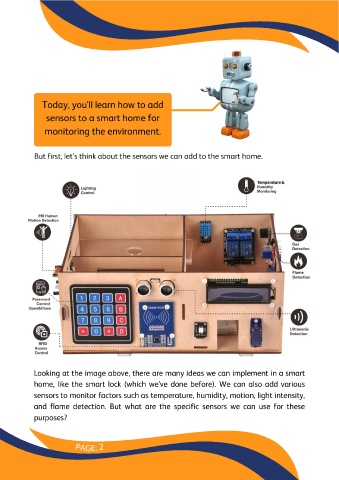 Today, you'll learn how to add
sensors to a smart home for
monitoring the environment.
But first, let's think about the sensors we can add to the smart home.
Lighting
Control
Temperature &
Humidity
Monitoring
PIR Human
Motion Detection
Gas
Detection
Flame
Detection
Password
Control
Open&Close
1 2 3 A
4 5 6 B
7 8 9 C
* 0 # D
Ultrasonic
Detection
RFID
Access
Control
Looking at the image above, there are many ideas we can implement in a smart
home, like the smart lock (which we've done before). We can also add various
sensors to monitor factors such as temperature, humidity, motion, light intensity,
and flame detection. But what are the specific sensors we can use for these
purposes?
PAGE: 2